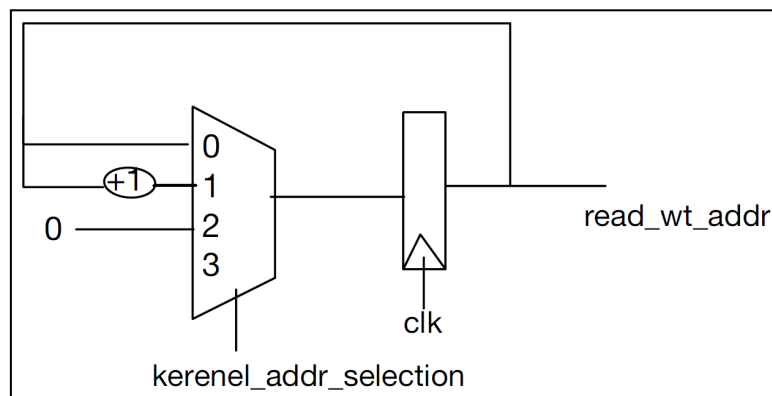 0
+1
1
0
2
3
read_wt_addr
clk
kerenel_addr_selection